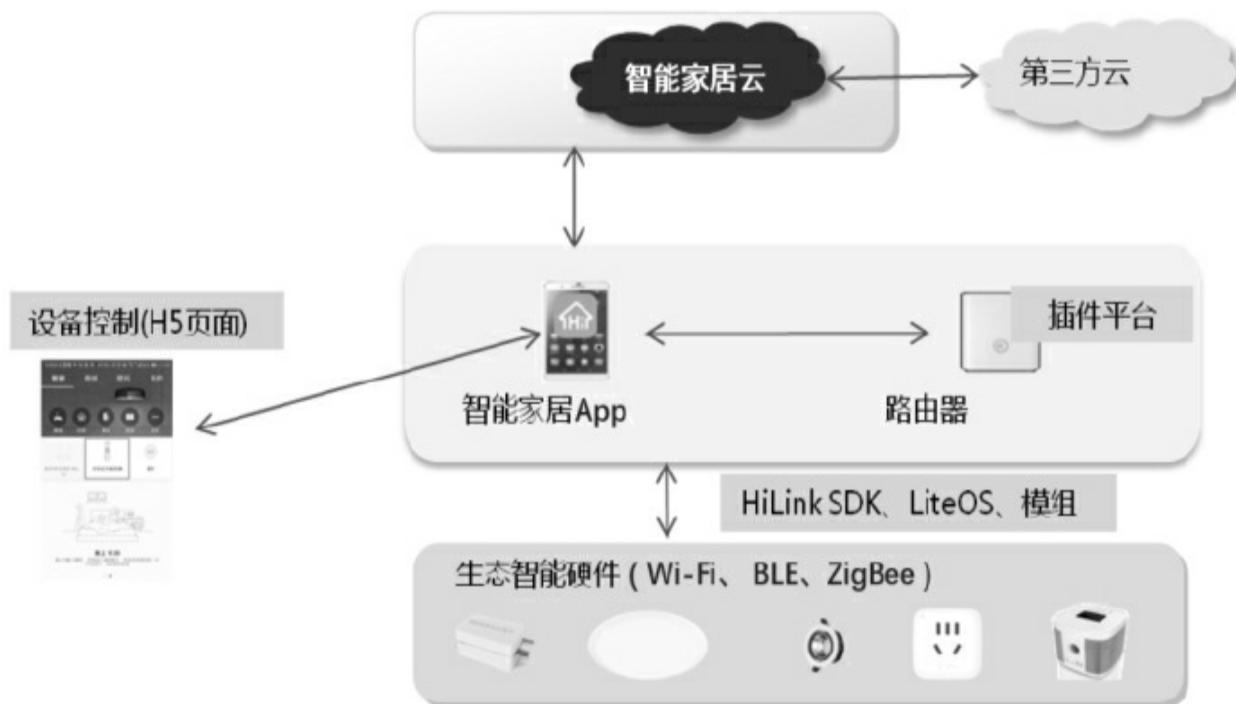 智能家居云
第三方云
设备控制(H5页面)
Hi
插件平台
智能家居App
路由器
HiLink SDK、LiteOS、模组
生态智能硬件 ( Wi-Fi、 BLE、ZigBee )